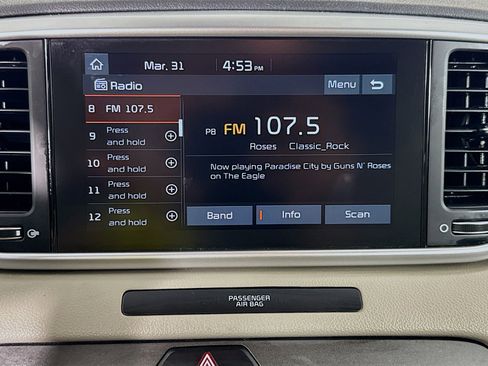 Mar. 31 4:53 PM
Radio Menu
8 FM 107.5
9 Press and hold
10 Press and hold
11 Press and hold
12 Press and hold
P8 FM 107.5
Roses Classic_Rock
Now playing Paradise City by Guns N' Roses
on The Eagle
Band Info Scan
PASSENGER
AIR BAG